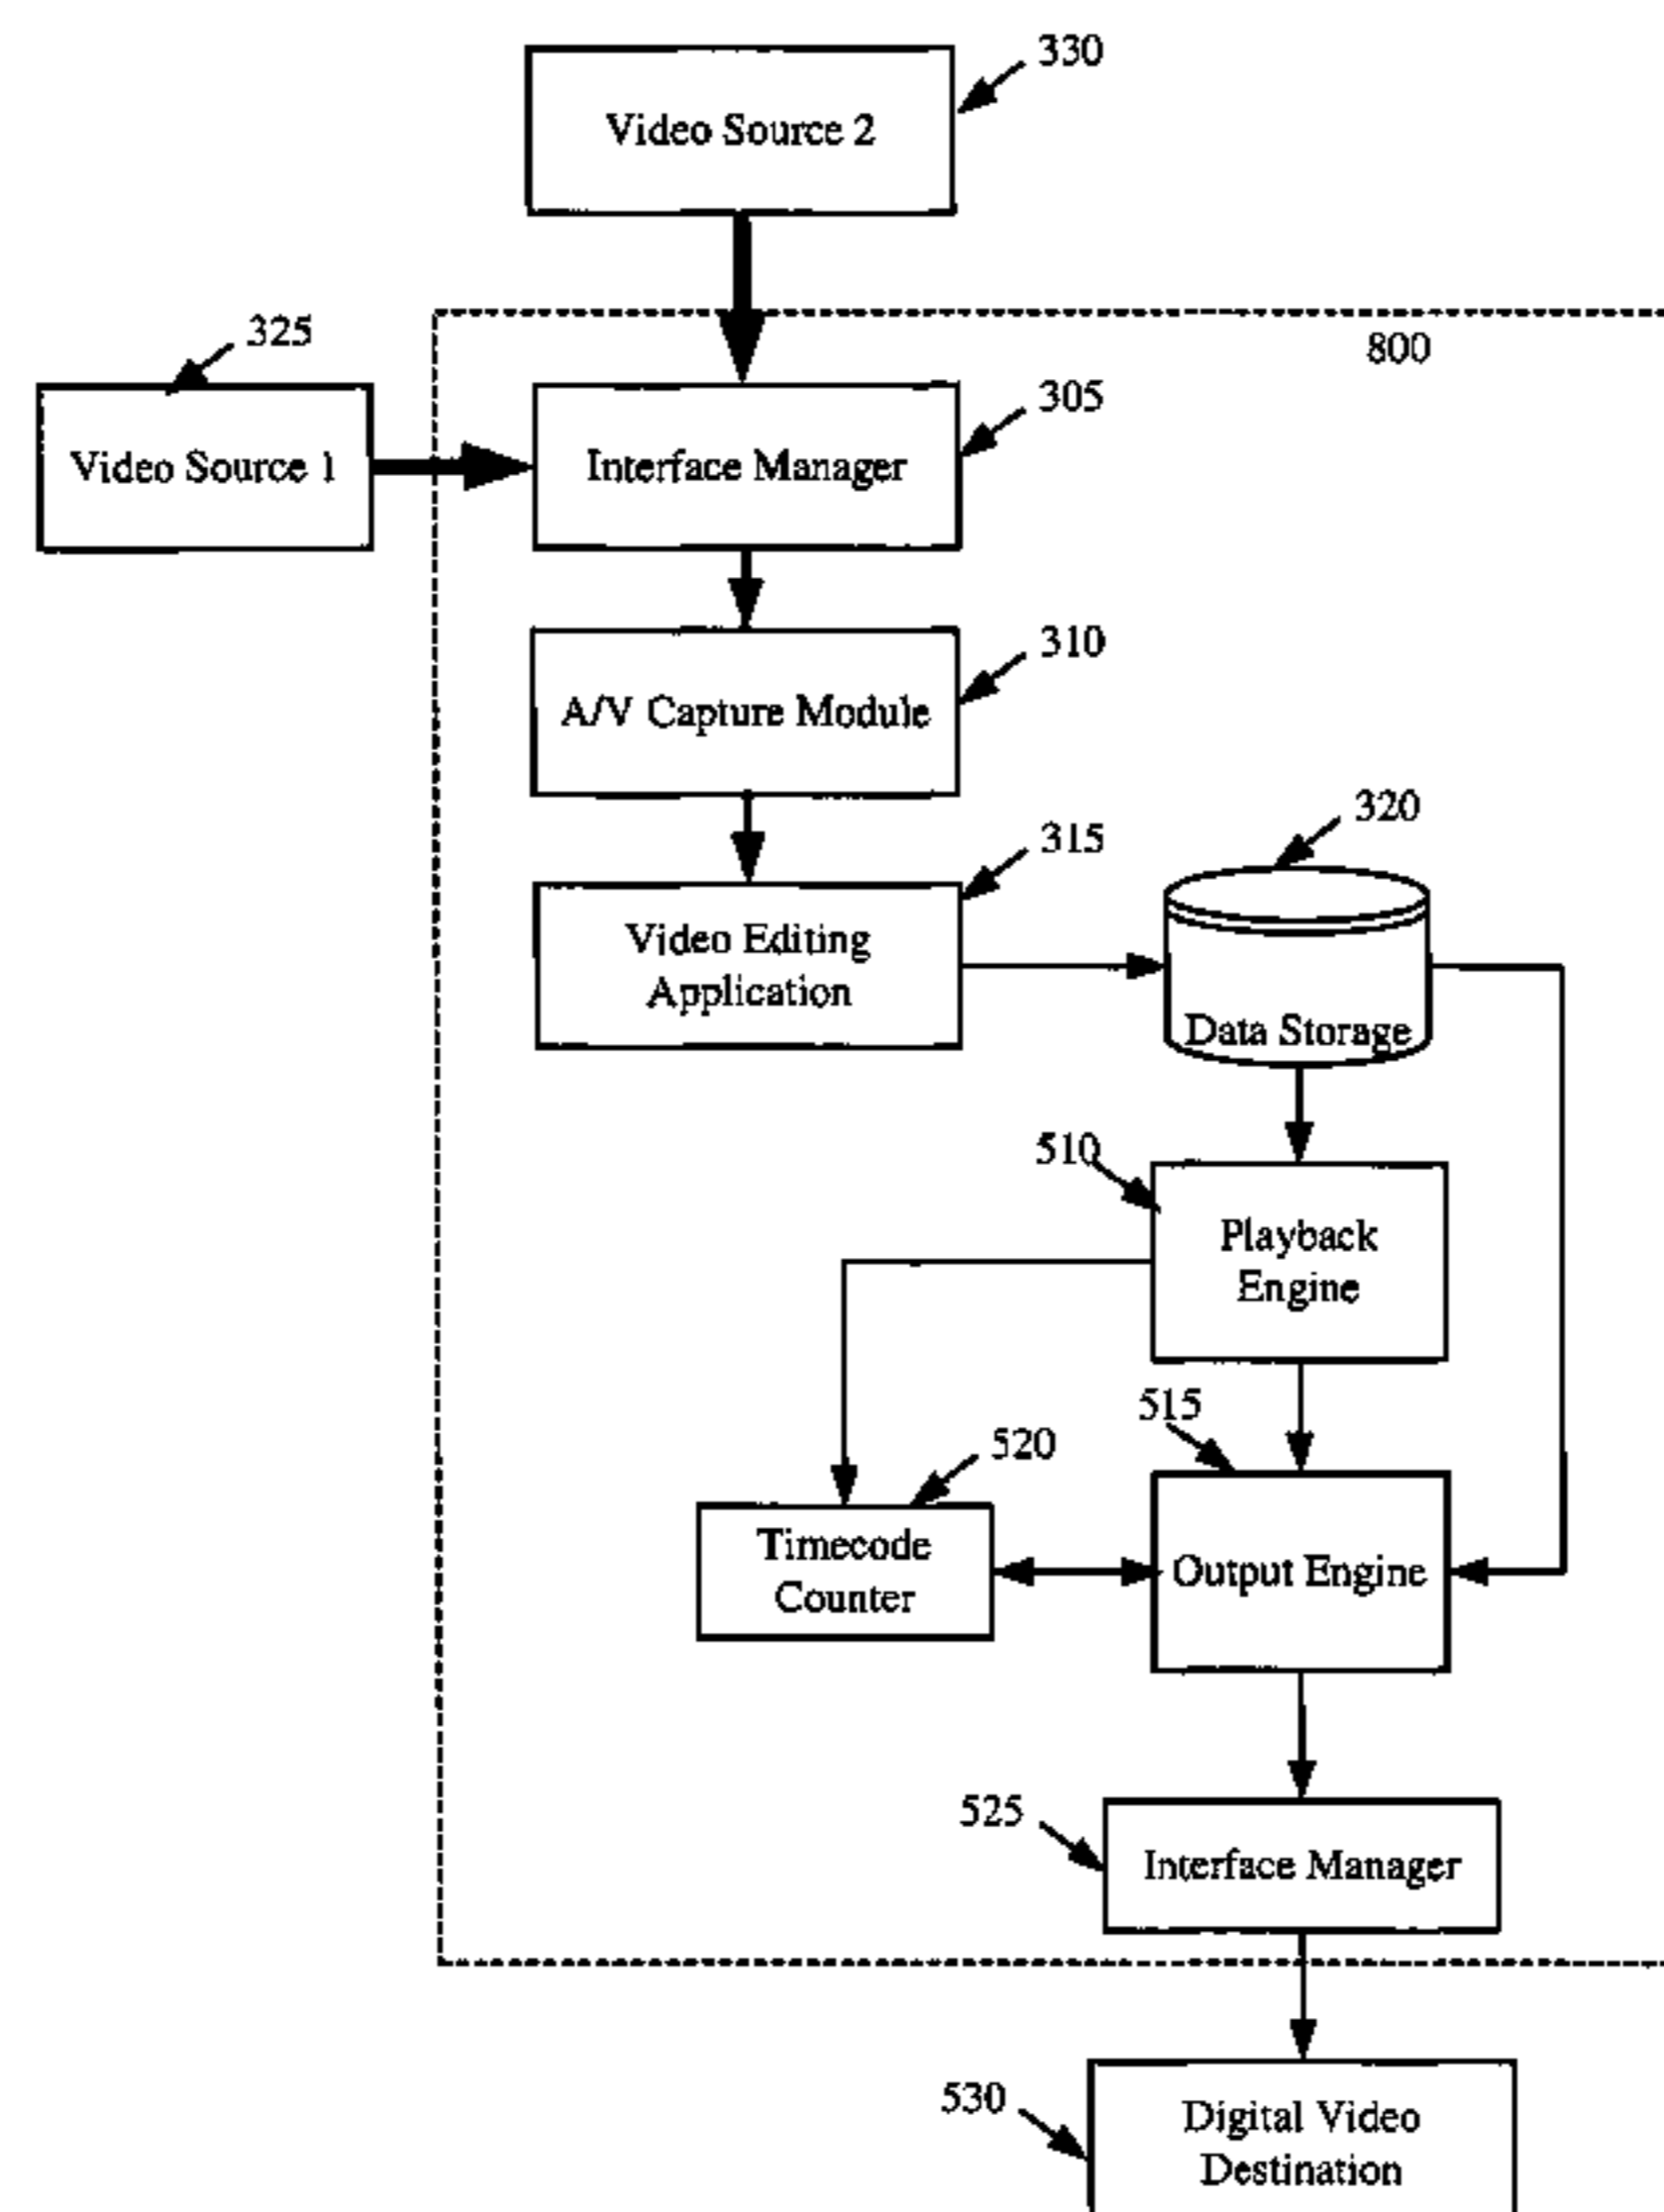 330
Video Source 2
325
800
Video Source 1
305
Interface Manager
310
A/V Capture Module
320
315
Video Editing
Application
Data Storage
510
Playback
Engine
515
520
Timecode
Counter
Output Engine
525
Interface Manager
530
Digital Video
Destination